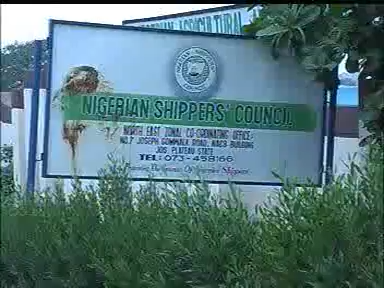 AGRICULTURAL
NIGERIAN SHIPPERS' COUNCIL
NORTH EAST ZONAL CO-ORDINATING OFFICE:
NO.7 JOSEPH GOMWALK ROAD, NACB BUILDING
JOS, PLATEAU STATE
TEL: 073-458166